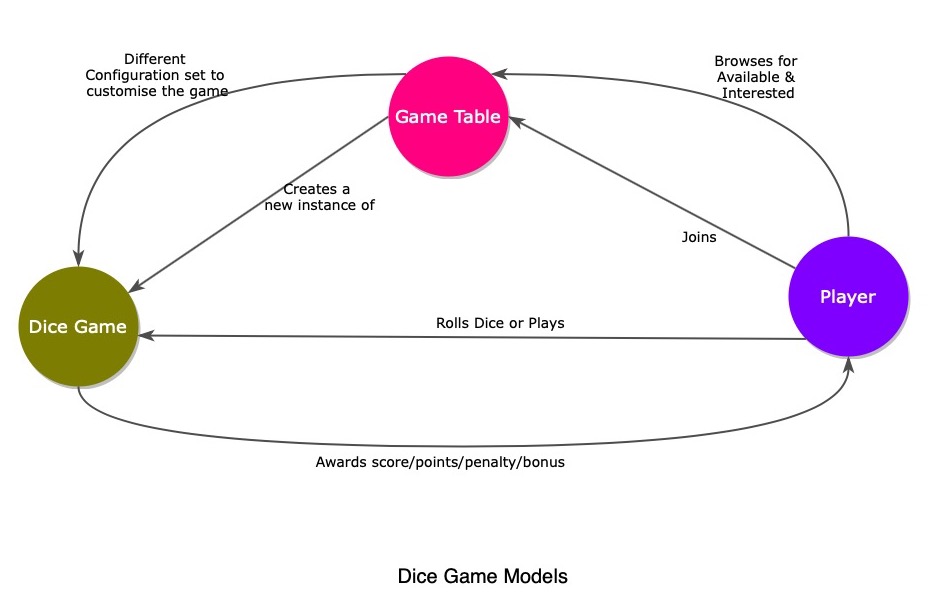 Different
Configuration set to
customise the game
Browses for
Available &
Interested
Game Table
Creates a
new instance of
Joins
Player
Dice Game
Rolls Dice or Plays
Awards score/points/penalty/bonus
Dice Game Models